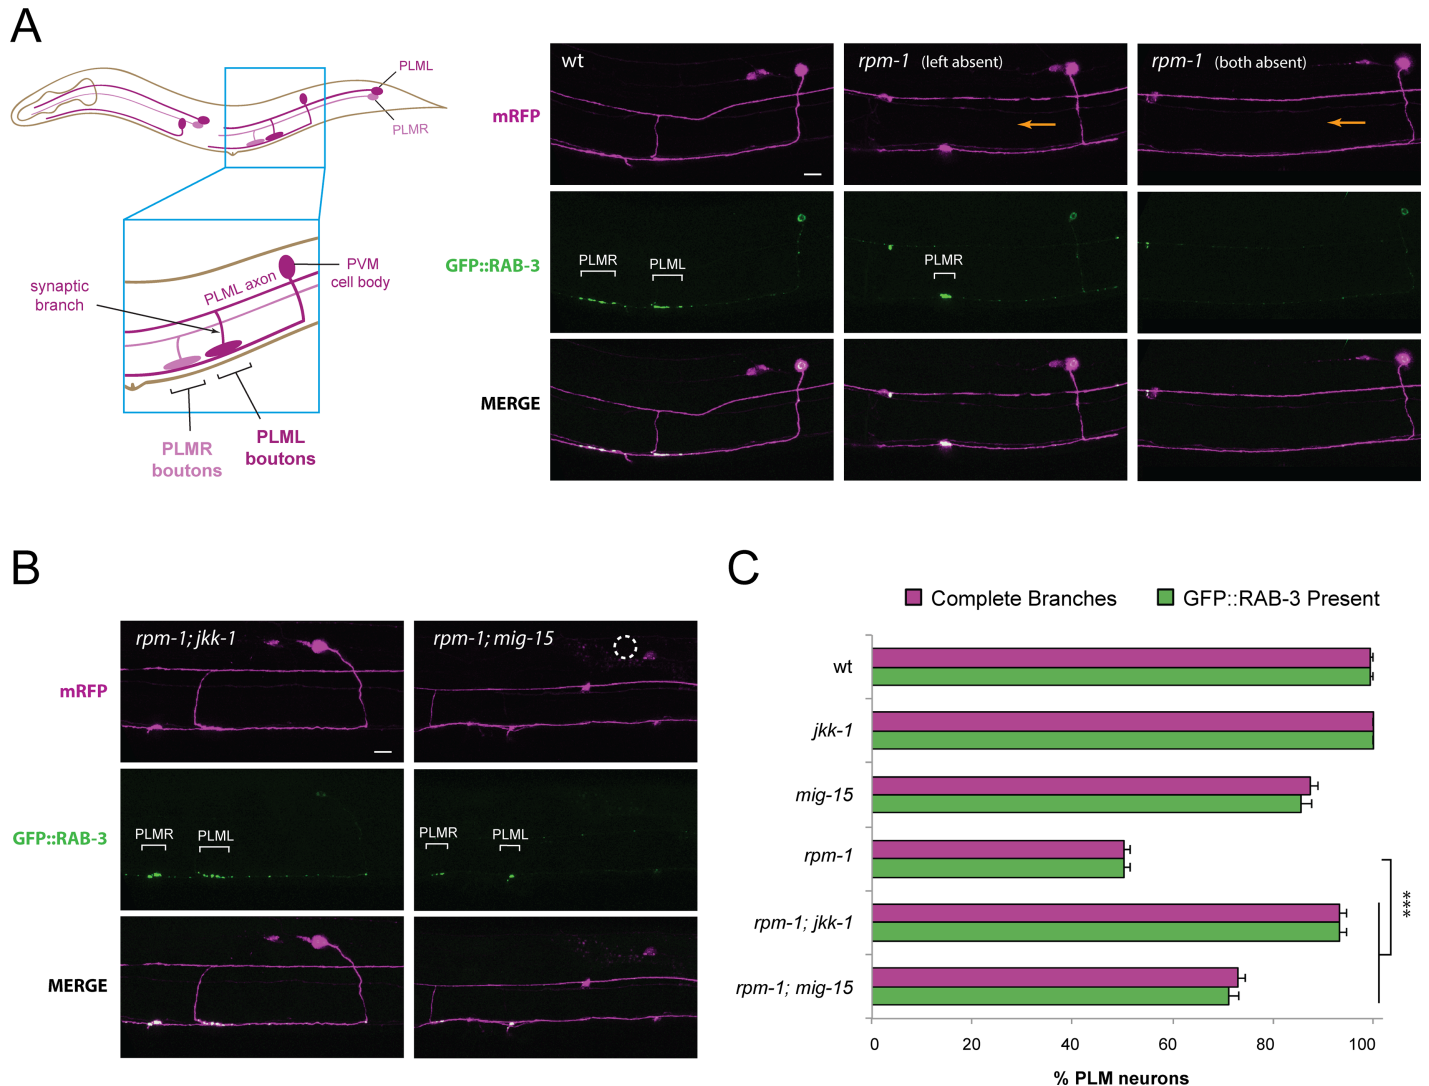 A
PLML
PLMR
synaptic
branch
PLML axon
PVM
cell body
PLMR
boutons
PLML
boutons
wt
rpm-1 (left absent)
rpm-1 (both absent)
mRFP
GFP::RAB-3
PLMR
PLML
PLMR
MERGE
B
rpm-1; jkk-1
rpm-1; mig-15
mRFP
GFP::RAB-3
PLMR
PLML
PLMR
PLML
MERGE
C
Complete Branches
GFP::RAB-3 Present
wt
jkk-1
mig-15
rpm-1
rpm-1; jkk-1
rpm-1; mig-15
***
0 20 40 60 80 100
% PLM neurons